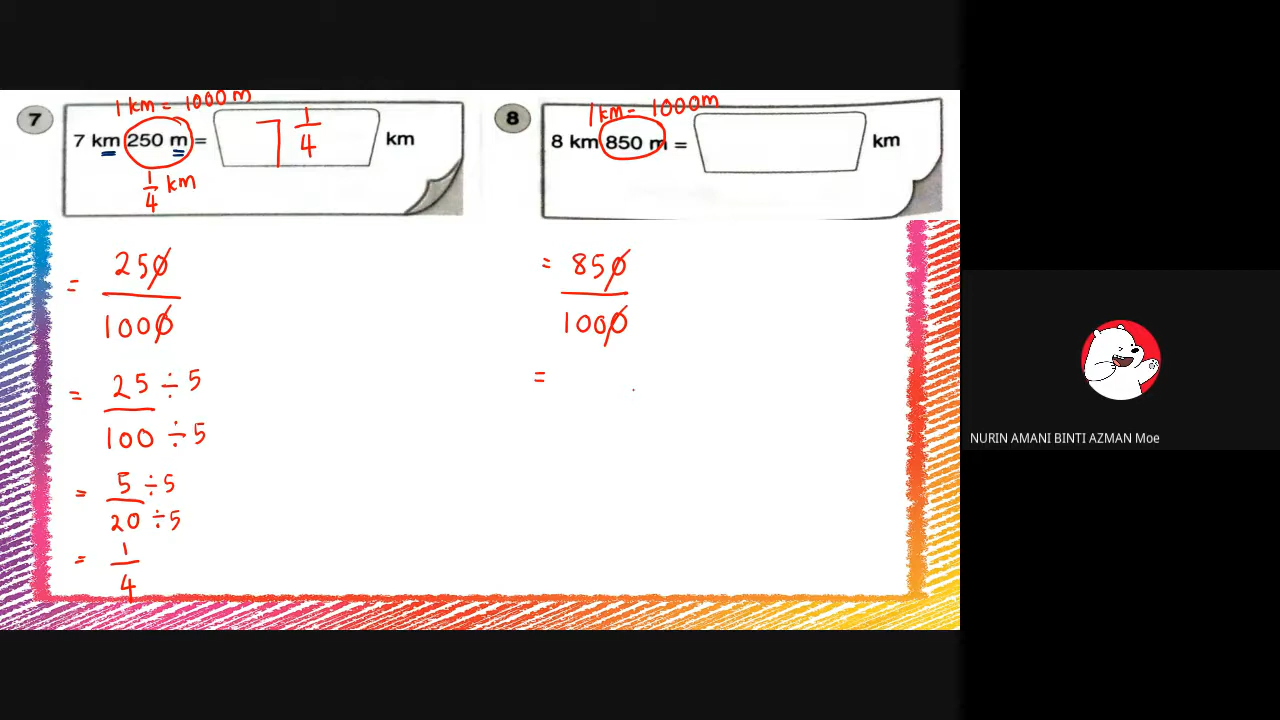 1 km = 1000 m
7
7 km 250 m =
7 1/4
km
1/4 km
= 250/1000
= 25 ÷ 5
100 ÷ 5
= 5 ÷ 5
20 ÷ 5
= 1/4
1 km = 1000 m
8
8 km 850 m =
km
= 850/1000
=
NURIN AMANI BINTI AZMAN Moe